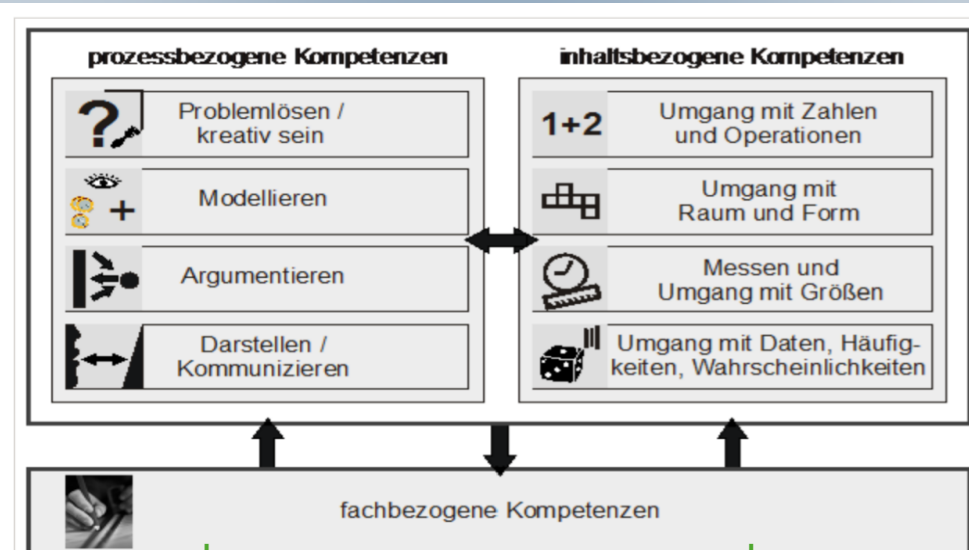 prozessbezogene Kompetenzen
?
Problemlösen /
kreativ sein
+
Modellieren
Argumentieren
Darstellen /
Kommunizieren
inhaltsbezogene Kompetenzen
1+2
Umgang mit Zahlen
und Operationen
Umgang mit
Raum und Form
Messen und
Umgang mit Größen
Umgang mit Daten, Häufig-
keiten, Wahrscheinlichkeiten
fachbezogene Kompetenzen